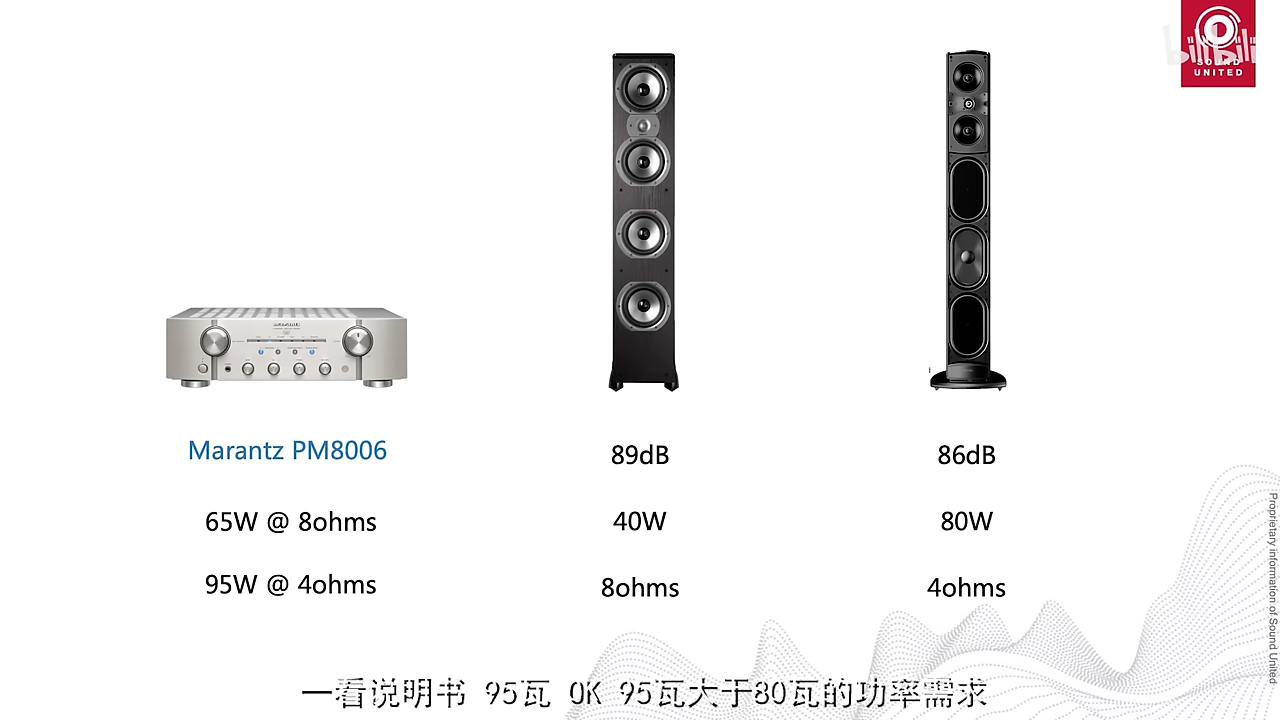 bilibili
SOUND
UNITED
Marantz PM8006
89dB
86dB
65W @ 8ohms
40W
80W
95W @ 4ohms
8ohms
4ohms
Proprietary information of Sound United
一看说明书 95瓦 OK 95瓦大于80瓦的功率需求